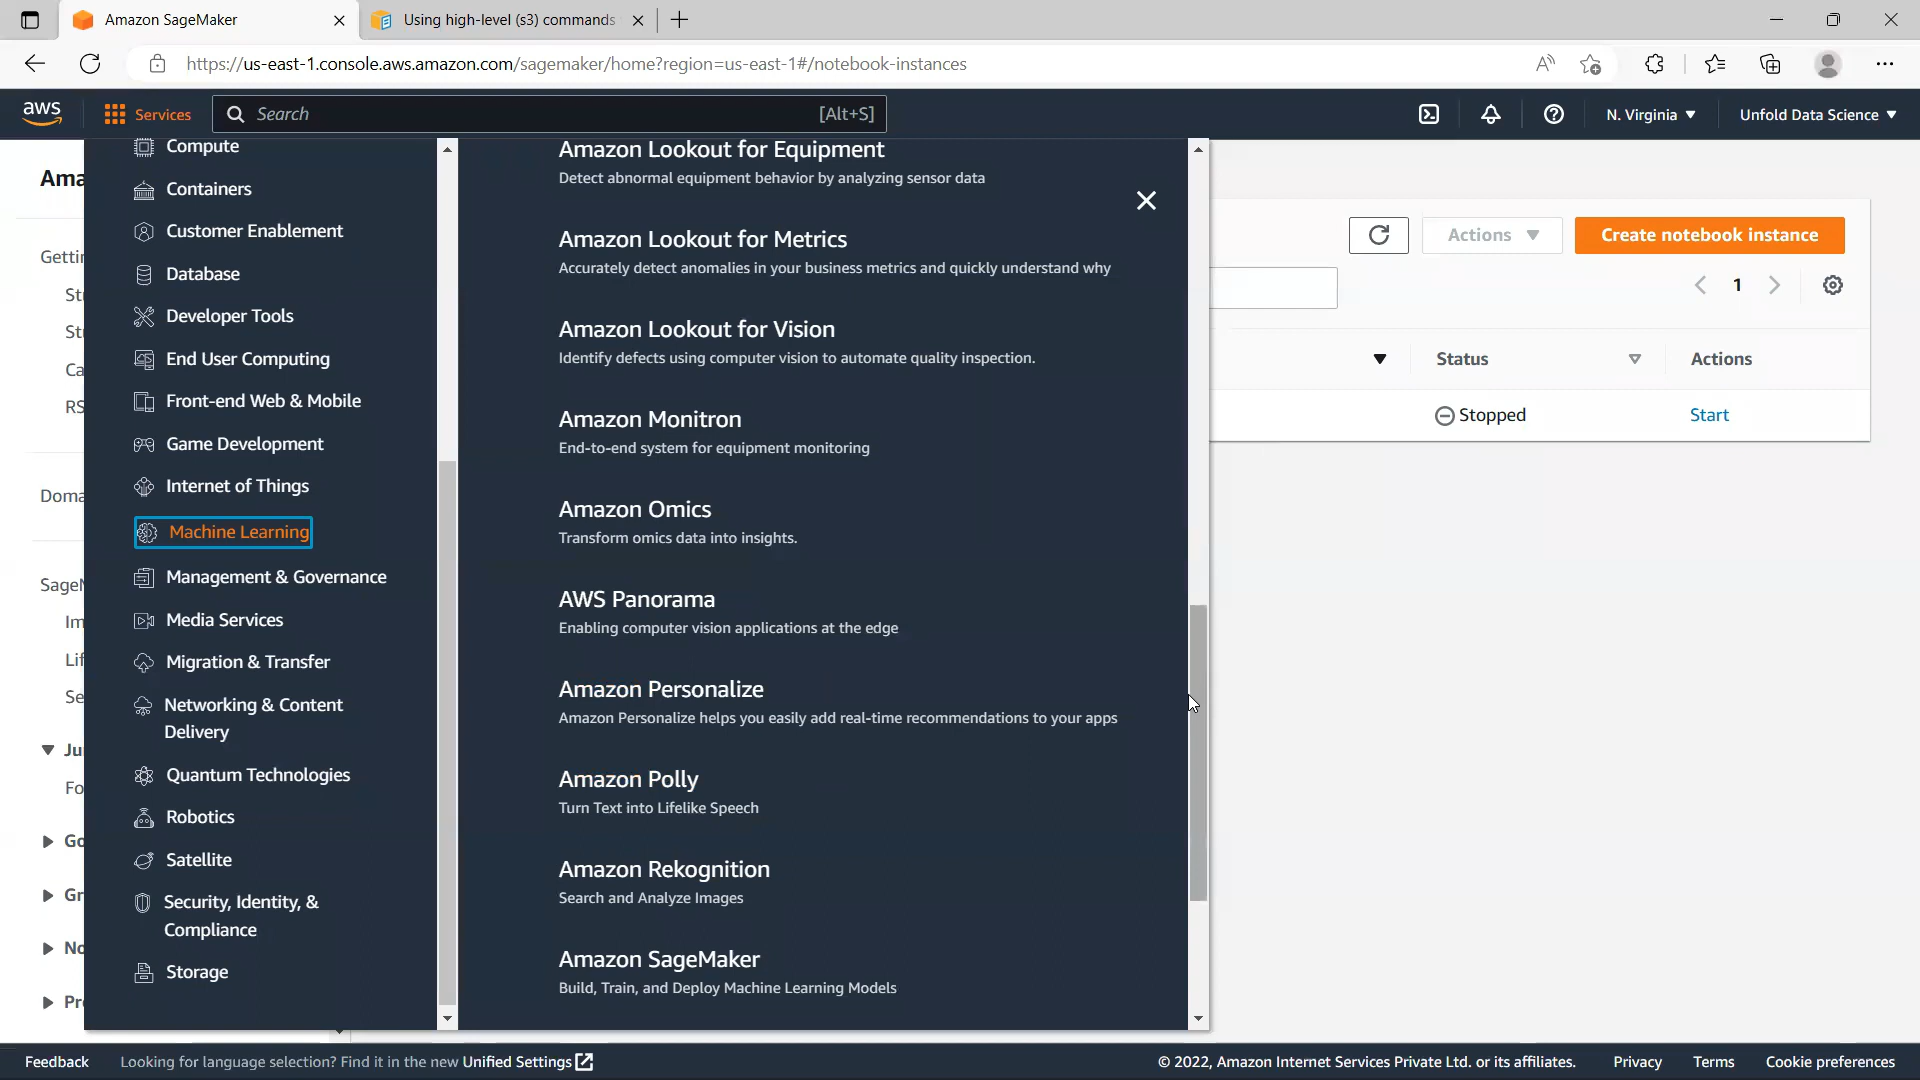 Amazon SageMaker
Using high-level (s3) commands
https://us-east-1.console.aws.amazon.com/sagemaker/home?region=us-east-1#/notebook-instances
aws
Services
Search
[Alt+S]
N. Virginia
Unfold Data Science
Compute
Containers
Customer Enablement
Database
Developer Tools
End User Computing
Front-end Web & Mobile
Game Development
Internet of Things
Machine Learning
Management & Governance
Media Services
Migration & Transfer
Networking & Content
Delivery
Quantum Technologies
Robotics
Satellite
Security, Identity, &
Compliance
Storage
Amazon Lookout for Equipment
Detect abnormal equipment behavior by analyzing sensor data
Amazon Lookout for Metrics
Accurately detect anomalies in your business metrics and quickly understand why
Amazon Lookout for Vision
Identify defects using computer vision to automate quality inspection.
Amazon Monitron
End-to-end system for equipment monitoring
Amazon Omics
Transform omics data into insights.
AWS Panorama
Enabling computer vision applications at the edge
Amazon Personalize
Amazon Personalize helps you easily add real-time recommendations to your apps
Amazon Polly
Turn Text into Lifelike Speech
Amazon Rekognition
Search and Analyze Images
Amazon SageMaker
Build, Train, and Deploy Machine Learning Models
Actions
Create notebook instance
1
Status
Actions
Stopped
Start
Feedback
Looking for language selection? Find it in the new Unified Settings
© 2022, Amazon Internet Services Private Ltd. or its affiliates.
Privacy
Terms
Cookie preferences